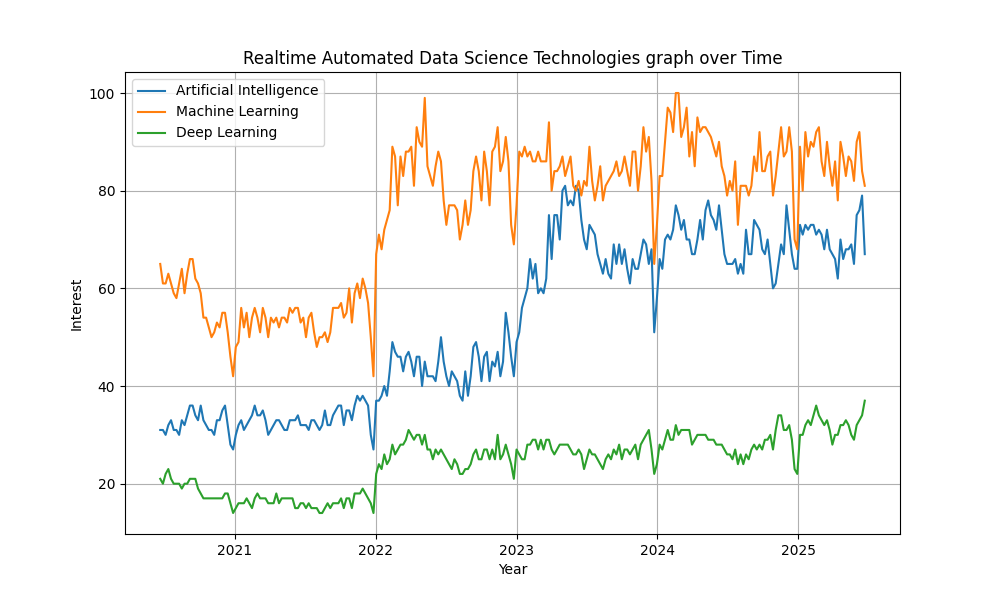 Realtime Automated Data Science Technologies graph over Time
Artificial Intelligence
Machine Learning
Deep Learning
100
80
60
40
20
Interest
2021 2022 2023 2024 2025
Year